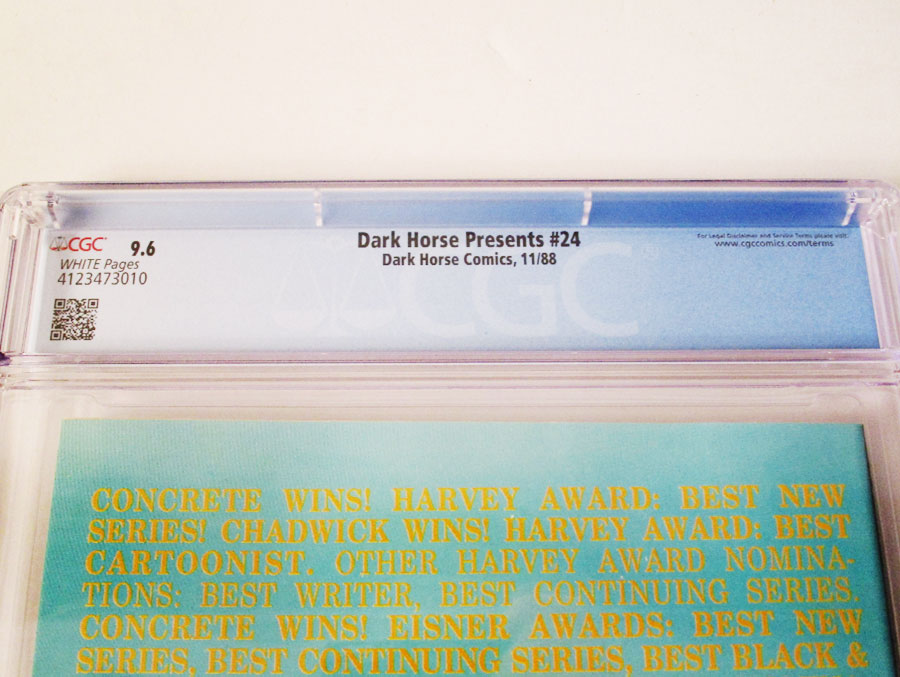 CGC
9.6
WHITE Pages
4123473010
Dark Horse Presents #24
Dark Horse Comics, 11/88
For Legal Disclaimer and Service Terms please visit:
www.cgccomics.com/terms
CGC
CONCRETE WINS! HARVEY AWARD: BEST NEW
SERIES! CHADWICK WINS! HARVEY AWARD: BEST
CARTOONIST. OTHER HARVEY AWARD NOMINA-
TIONS: BEST WRITER, BEST CONTINUING SERIES.
CONCRETE WINS! EISNER AWARDS: BEST NEW
SERIES, BEST CONTINUING SERIES, BEST BLACK &